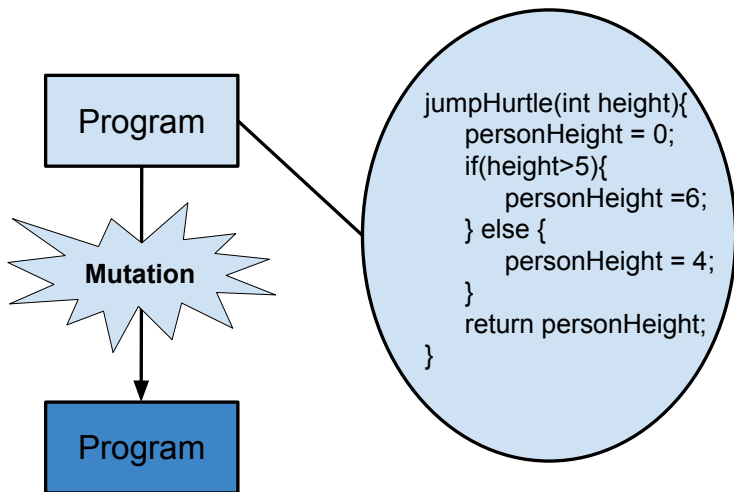 Program
Mutation
Program
jumpHurtle(int height){
personHeight = 0;
if(height>5){
personHeight =6;
} else {
personHeight = 4;
}
return personHeight;
}